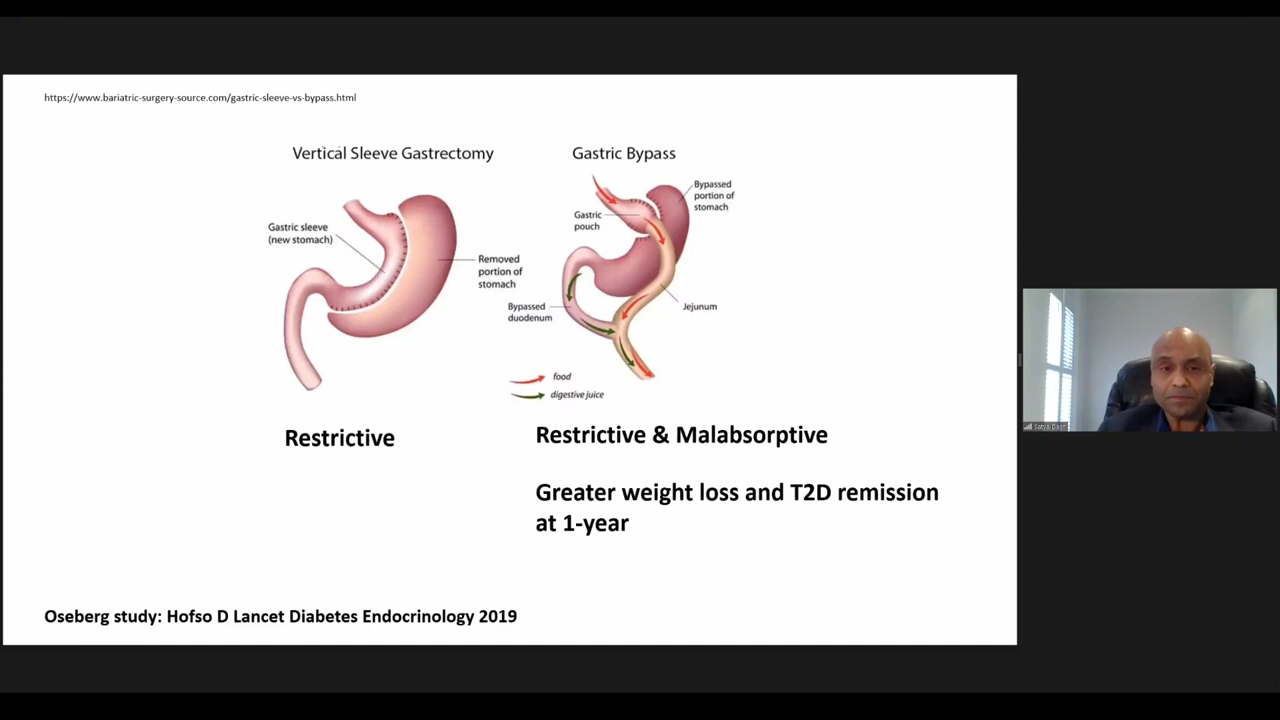 https://www.bariatric-surgery-source.com/gastric-sleeve-vs-bypass.html
Vertical Sleeve Gastrectomy
Gastric sleeve
(new stomach)
Removed
portion of
stomach
Gastric Bypass
Bypassed
portion of
stomach
Gastric
pouch
Bypassed
duodenum
Jejunum
food
digestive juice
Restrictive
Restrictive & Malabsorptive
Greater weight loss and T2D remission
at 1-year
Oseberg study: Hofso D Lancet Diabetes Endocrinology 2019
Satya Dash